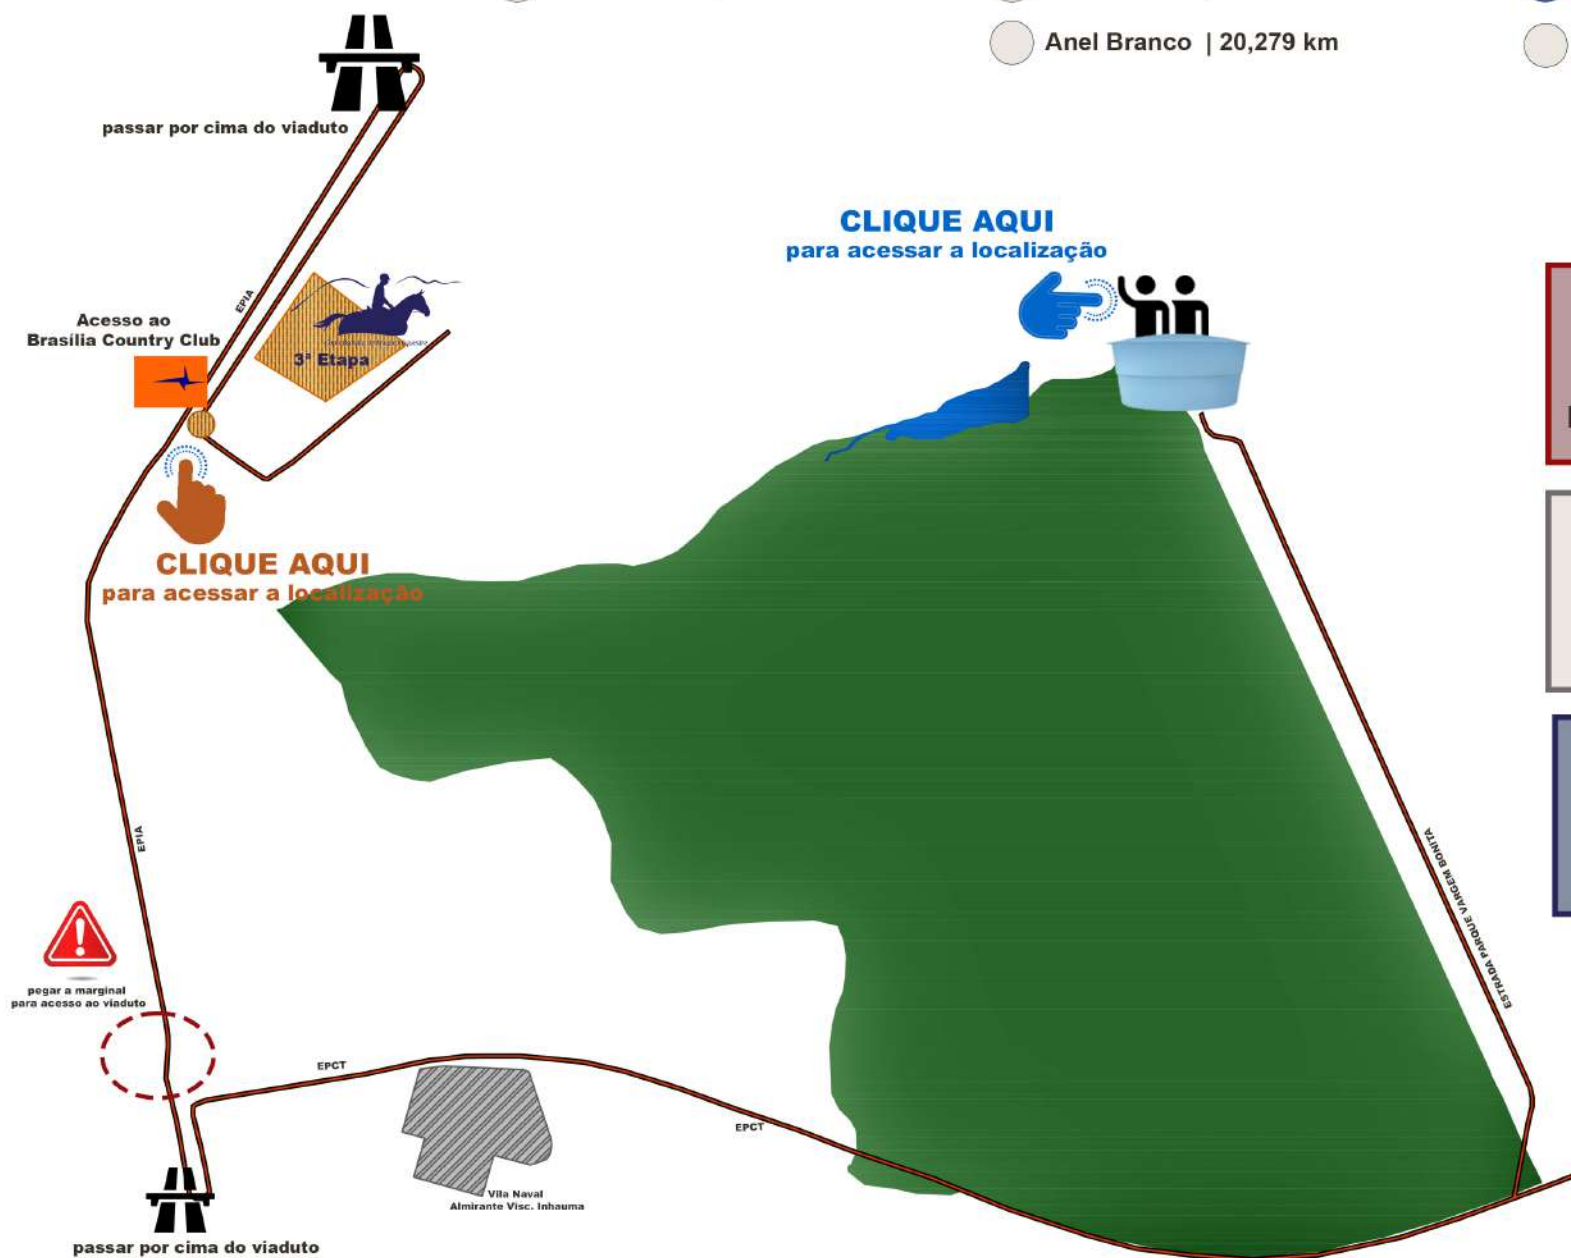 Anel Branco | 20,279 km
passar por cima do viaduto
CLIQUE AQUI
para acessar a localização
EPIA
Acesso ao
Brasília Country Club
3ª Etapa
CLIQUE AQUI
para acessar a localização
EPIA
ESTRADA PARQUE VARGEM BONITA
pegar a marginal
para acesso ao viaduto
EPCT
EPCT
Vila Naval
Almirante Visc. Inhauma
passar por cima do viaduto